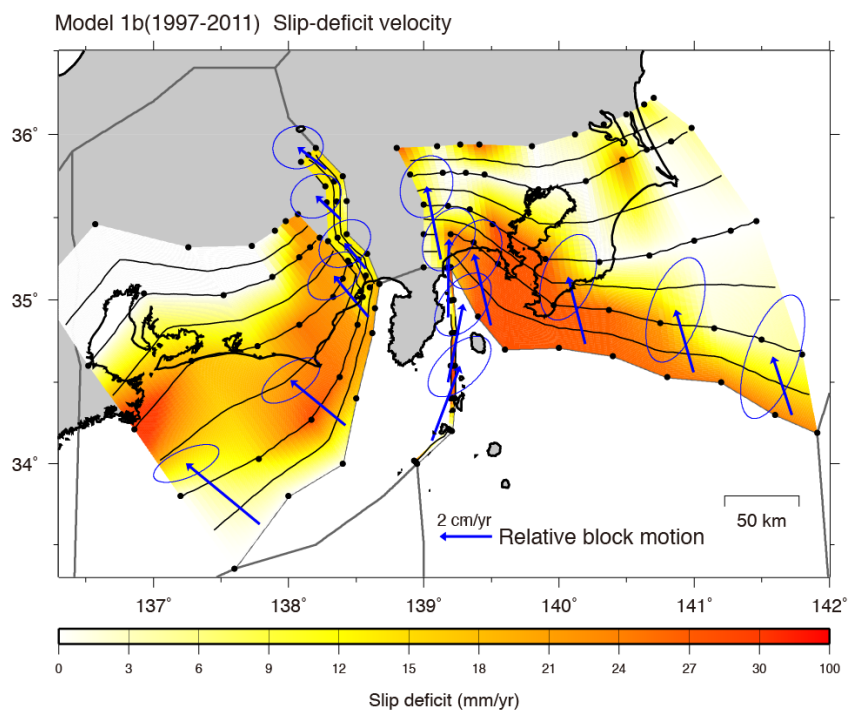 Model 1b(1997-2011) Slip-deficit velocity
36˚
35˚
34˚
2 cm/yr
Relative block motion
50 km
137˚ 138˚ 139˚ 140˚ 141˚ 142˚
0 3 6 9 12 15 18 21 24 27 30 100
Slip deficit (mm/yr)